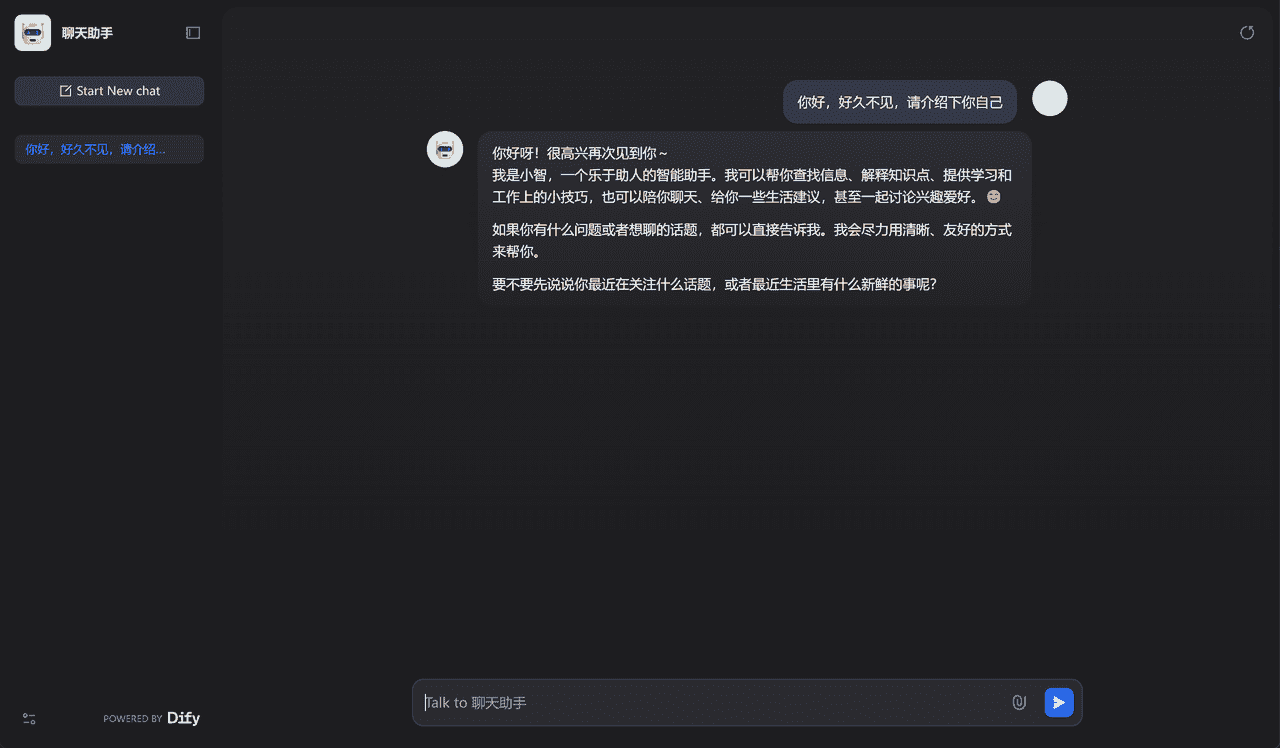 聊天助手
Start New chat
你好，好久不见，请介绍...
你好，好久不见，请介绍下你自己
你好呀！很高兴再次见到你～
我是小智，一个乐于助人的智能助手。我可以帮你查找信息、解释知识点、提供学习和
工作上的小技巧，也可以陪你聊天、给你一些生活建议，甚至一起讨论兴趣爱好。😊
如果你有什么问题或者想聊的话题，都可以直接告诉我。我会尽力用清晰、友好的方式
来帮你。
要不要先说说你最近在关注什么话题，或者最近生活里有什么新鲜的事呢？
Talk to 聊天助手
POWERED BY Dify